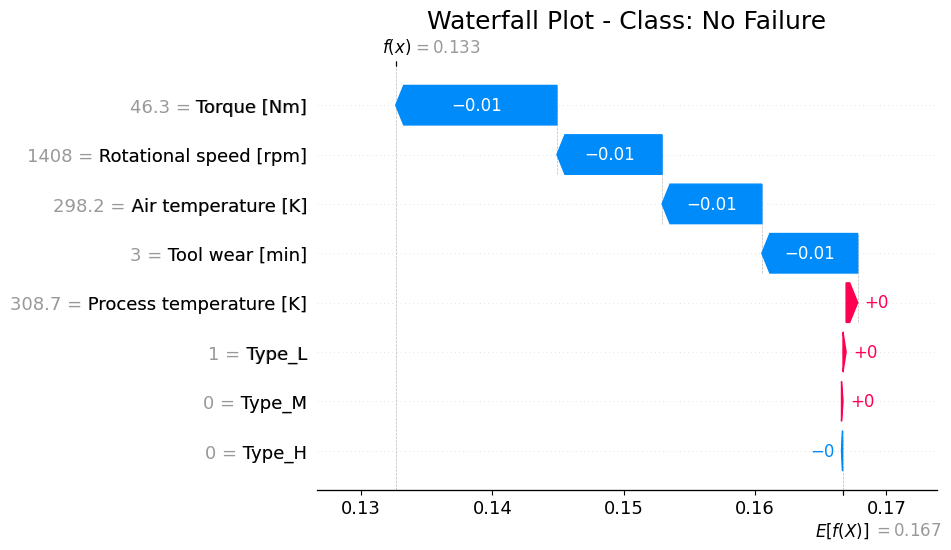 Waterfall Plot - Class: No Failure
f(x) = 0.133
46.3 = Torque [Nm]
−0.01
1408 = Rotational speed [rpm]
−0.01
298.2 = Air temperature [K]
−0.01
3 = Tool wear [min]
−0.01
308.7 = Process temperature [K]
+0
1 = Type_L
+0
0 = Type_M
+0
0 = Type_H
−0
0.13 0.14 0.15 0.16 0.17
E[f(X)] = 0.167